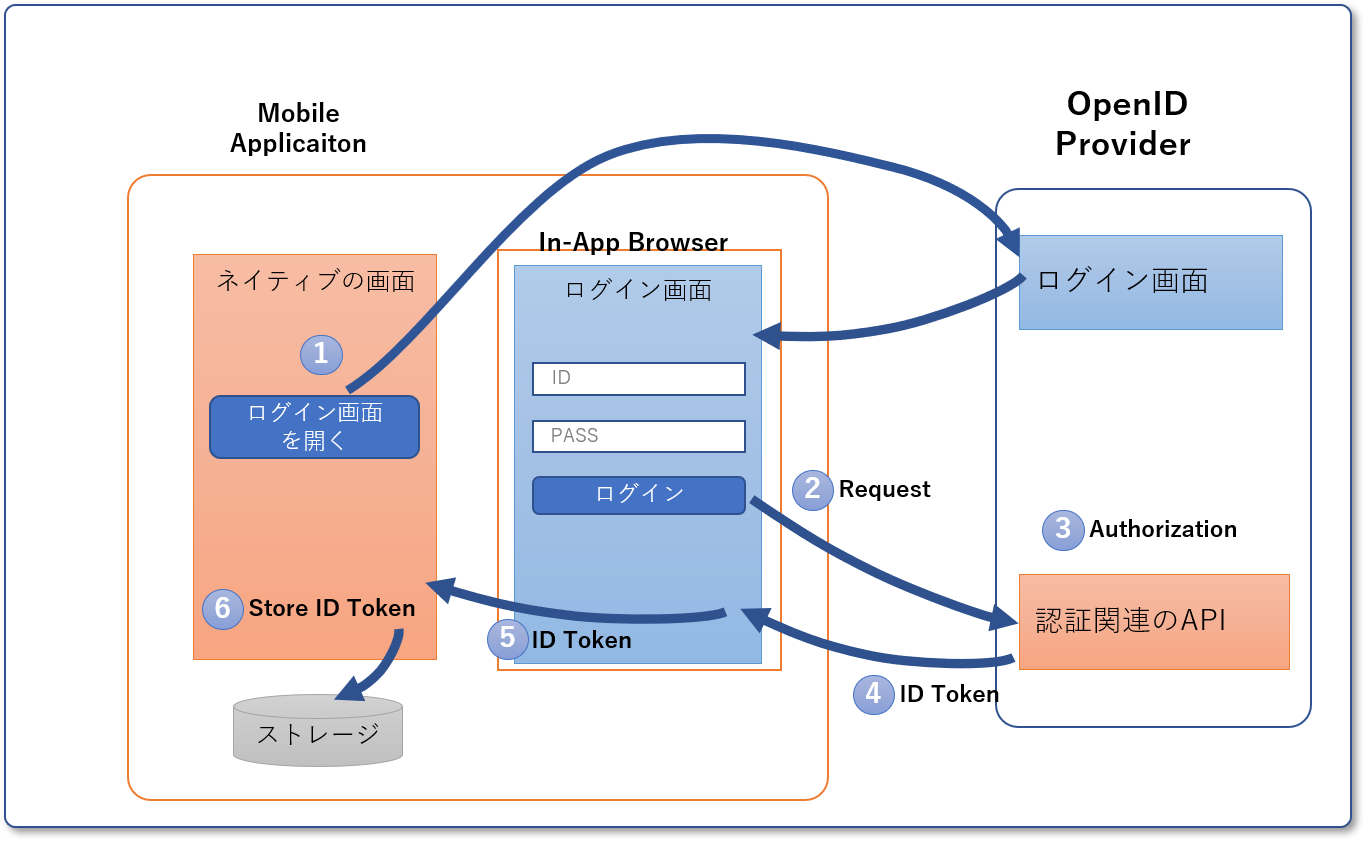 Mobile
Applicaiton
OpenID
Provider
In-App Browser
ネイティブの画面
ログイン画面
ログイン画面
1
ID
ログイン画面
を開く
PASS
ログイン
2 Request
3 Authorization
6 Store ID Token
認証関連のAPI
5 ID Token
4 ID Token
ストレージ